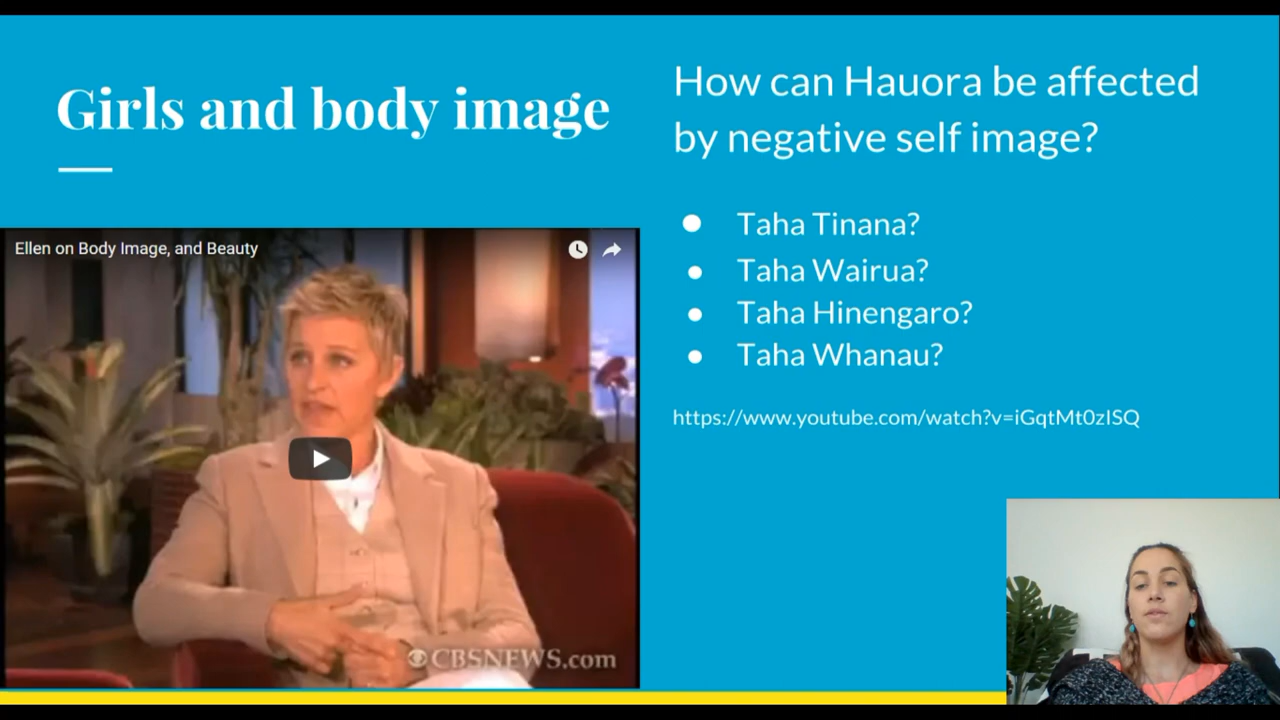 Girls and body image
Ellen on Body Image, and Beauty
CBSNEWS.com
How can Hauora be affected
by negative self image?
Taha Tinana?
Taha Wairua?
Taha Hinengaro?
Taha Whanau?
https://www.youtube.com/watch?v=iGqtMt0zISQ